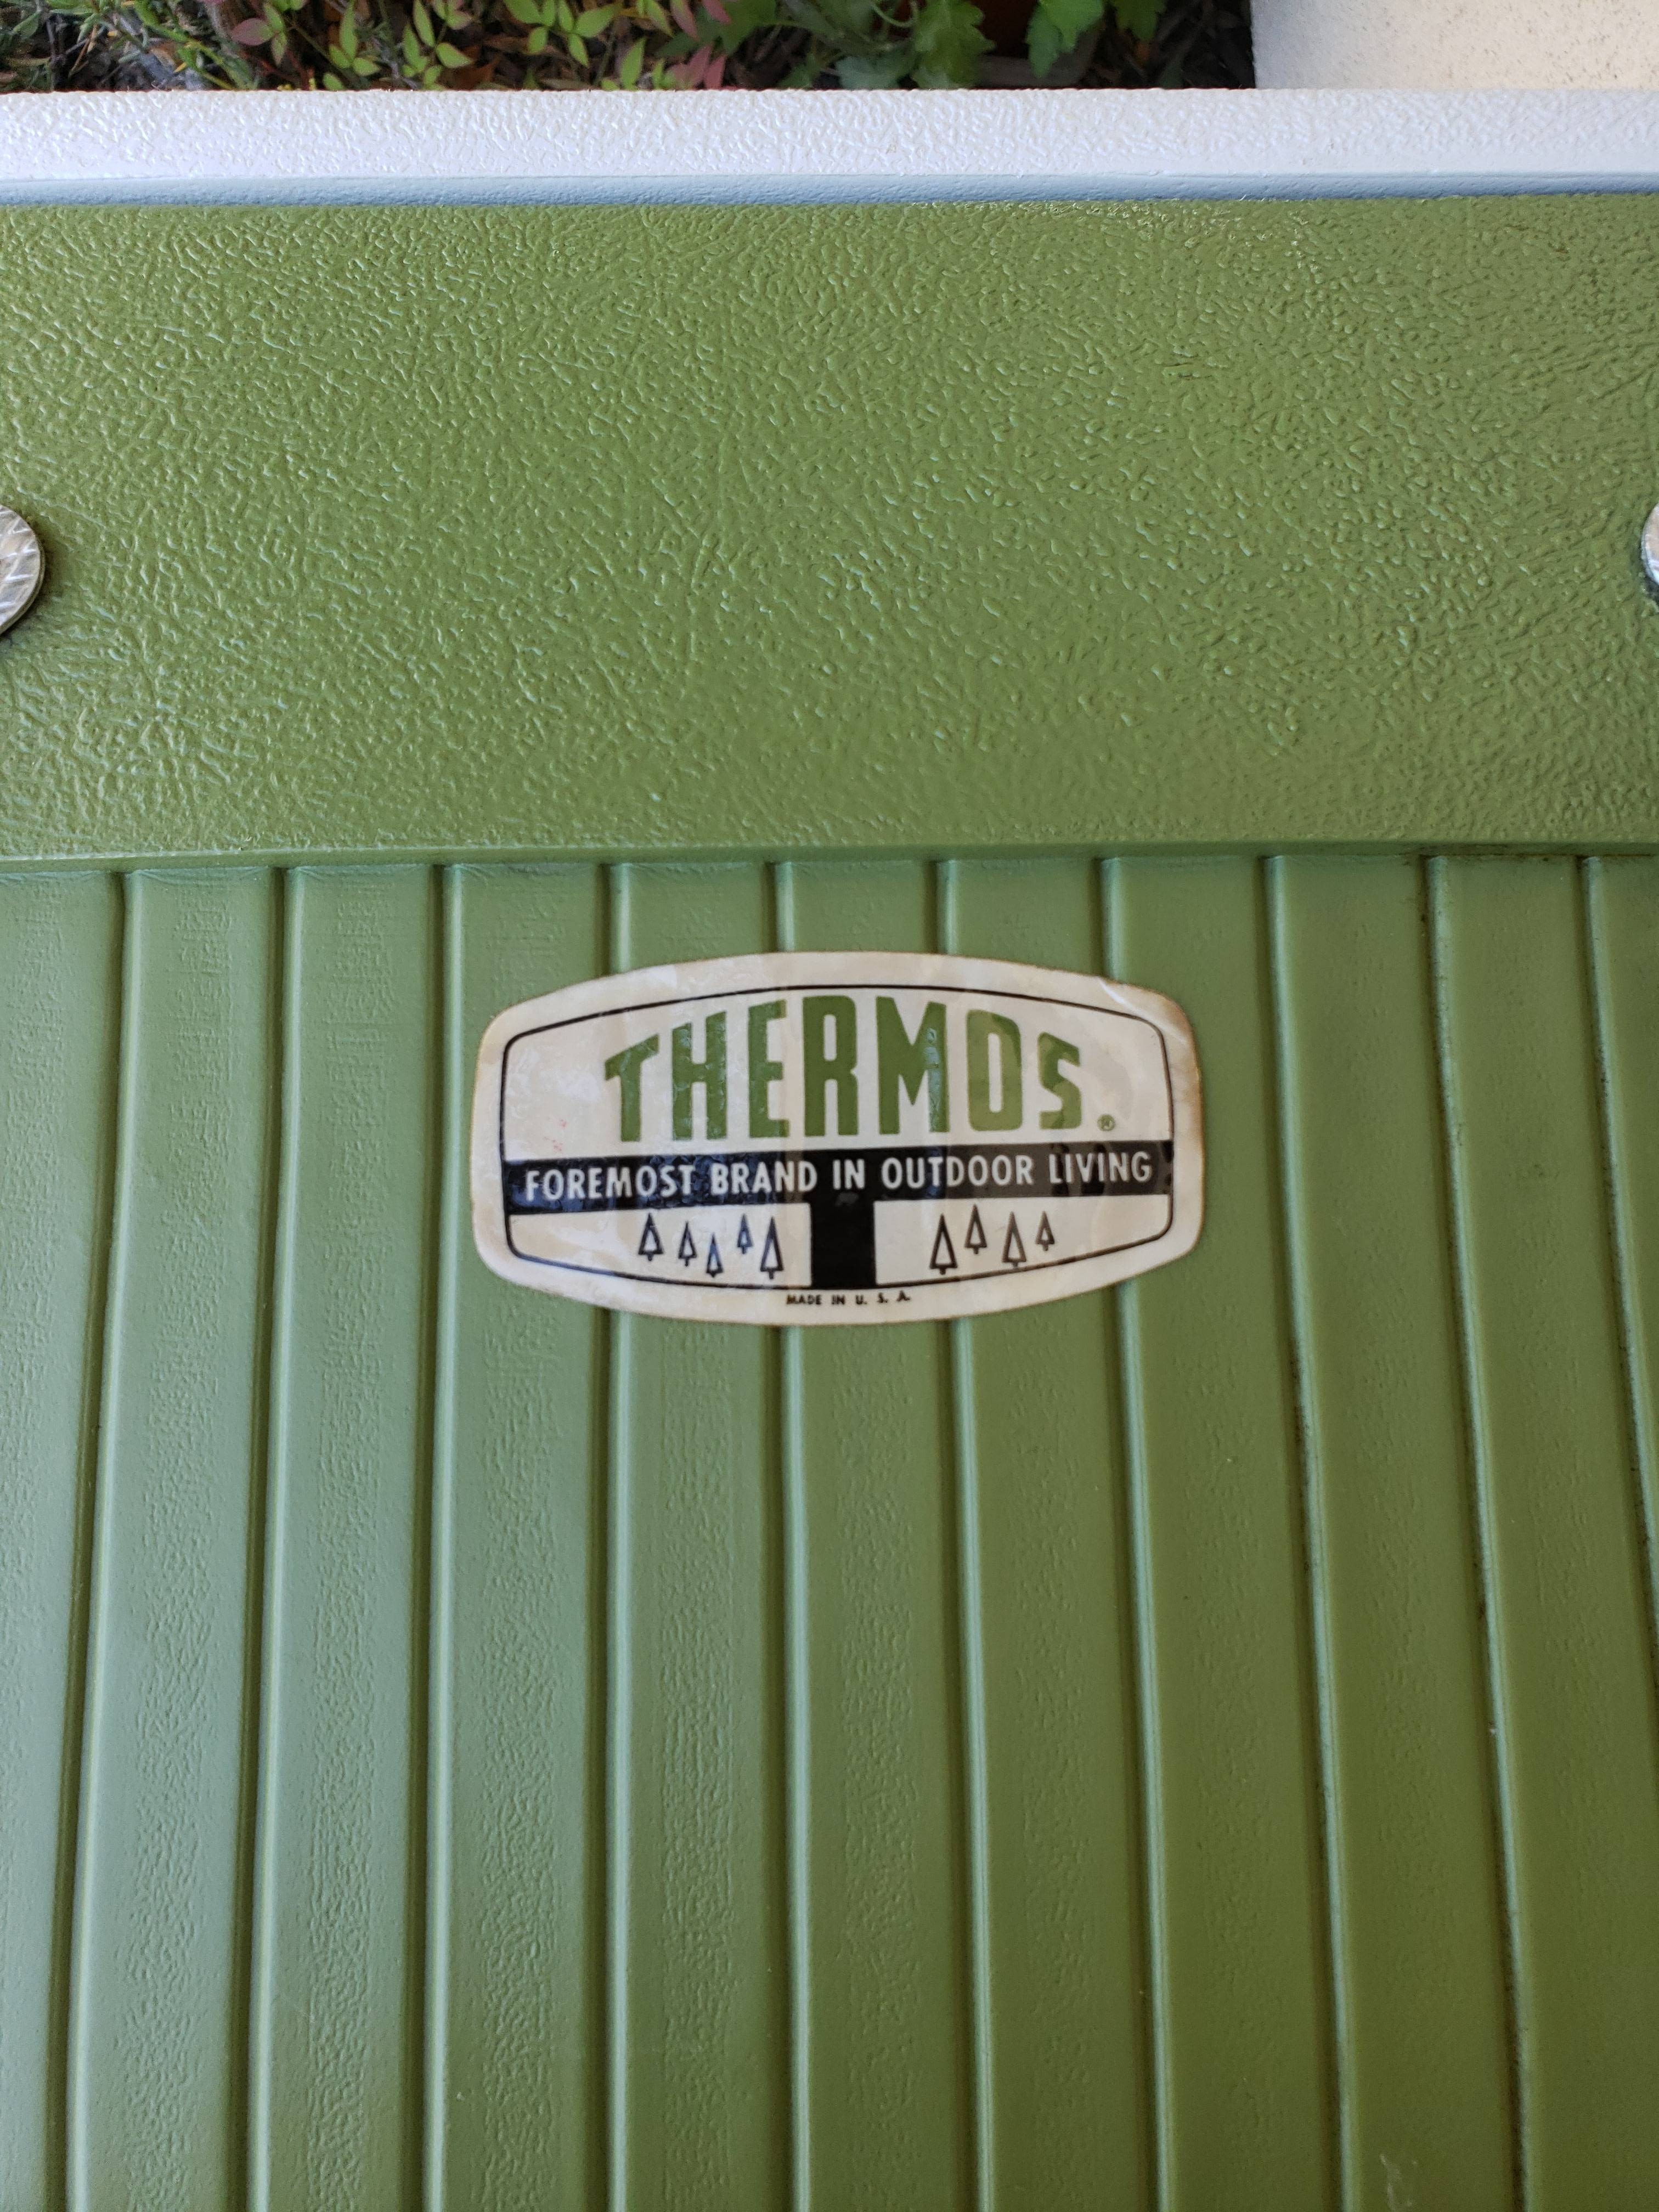 THERMOS.®
FOREMOST BRAND IN OUTDOOR LIVING
MADE IN U. S. A.